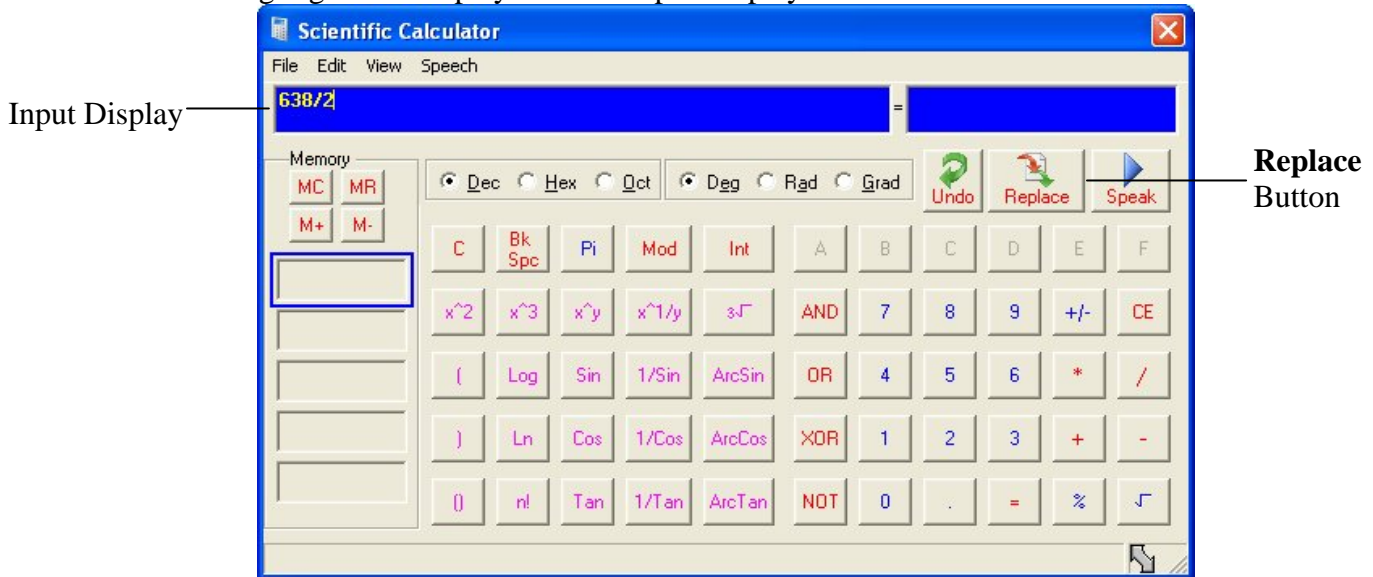 Scientific Calculator
File Edit View Speech
Input Display
638/2
=
Memory
MC MR
M+ M-
Dec Hex Oct Deg Rad Grad
Undo Replace Speak
Replace
Button
C Bk Spc Pi Mod Int A B C D E F
x^2 x^3 x^y x^1/y 3√ AND 7 8 9 +/- CE
( Log Sin 1/Sin ArcSin OR 4 5 6 * /
) Ln Cos 1/Cos ArcCos XOR 1 2 3 + -
() n! Tan 1/Tan ArcTan NOT 0 . = % √